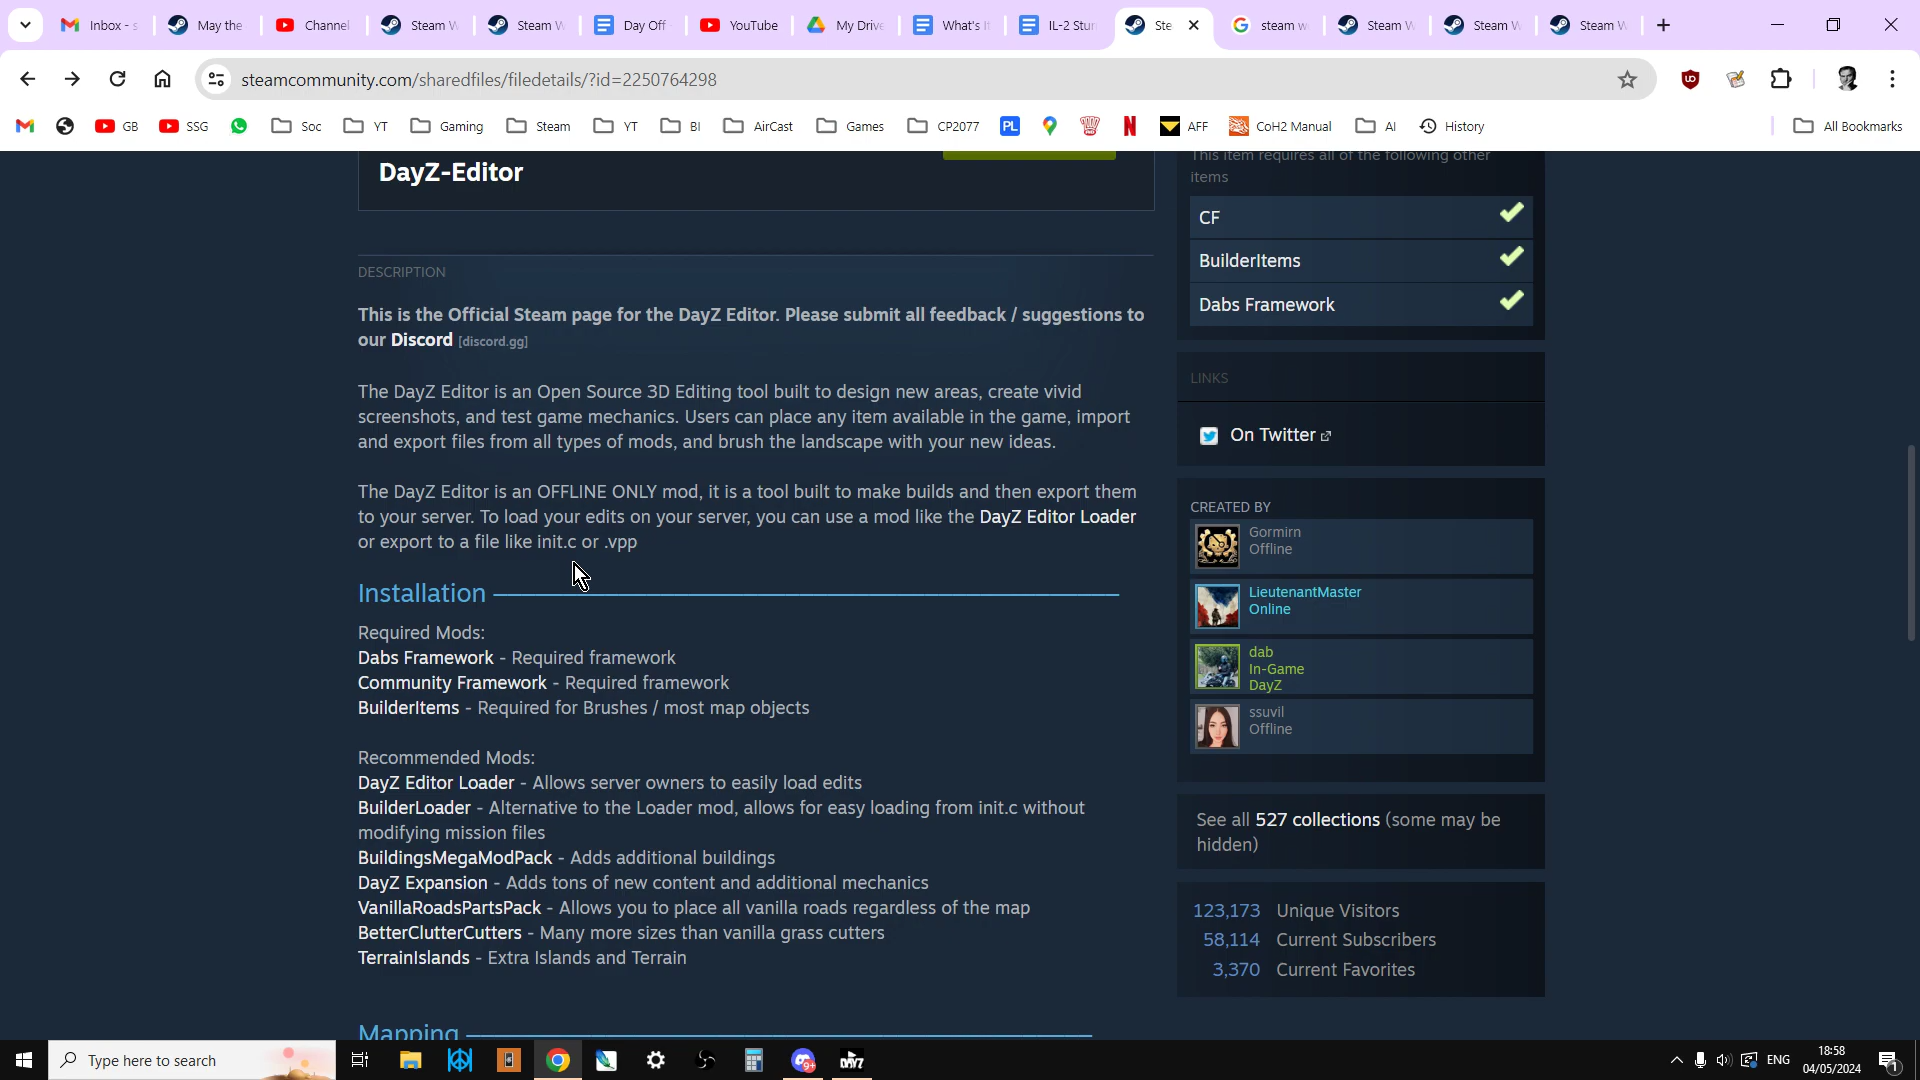 Inbox - s
May the
Channel
Steam W
Steam W
Day Off
YouTube
My Drive
What's It
IL-2 Stur
Ste
steam w
Steam W
Steam W
Steam W
steamcommunity.com/sharedfiles/filedetails/?id=2250764298
GB
SSG
Soc
YT
Gaming
Steam
YT
BI
AirCast
Games
CP2077
PL
AFF
CoH2 Manual
AI
History
All Bookmarks
DayZ-Editor
DESCRIPTION
This is the Official Steam page for the DayZ Editor. Please submit all feedback / suggestions to
our Discord [discord.gg]
The DayZ Editor is an Open Source 3D Editing tool built to design new areas, create vivid
screenshots, and test game mechanics. Users can place any item available in the game, import
and export files from all types of mods, and brush the landscape with your new ideas.
The DayZ Editor is an OFFLINE ONLY mod, it is a tool built to make builds and then export them
to your server. To load your edits on your server, you can use a mod like the DayZ Editor Loader
or export to a file like init.c or .vpp
Installation
Required Mods:
Dabs Framework - Required framework
Community Framework - Required framework
BuilderItems - Required for Brushes / most map objects
Recommended Mods:
DayZ Editor Loader - Allows server owners to easily load edits
BuilderLoader - Alternative to the Loader mod, allows for easy loading from init.c without
modifying mission files
BuildingsMegaModPack - Adds additional buildings
DayZ Expansion - Adds tons of new content and additional mechanics
VanillaRoadsPartsPack - Allows you to place all vanilla roads regardless of the map
BetterClutterCutters - Many more sizes than vanilla grass cutters
TerrainIslands - Extra Islands and Terrain
Mapping
This item requires all of the following other
items
CF
BuilderItems
Dabs Framework
LINKS
On Twitter
CREATED BY
Gormirn
Offline
LieutenantMaster
Online
dab
In-Game
DayZ
ssuvil
Offline
See all 527 collections (some may be
hidden)
123,173 Unique Visitors
58,114 Current Subscribers
3,370 Current Favorites
Type here to search
DAYZ
ENG
18:58
04/05/2024